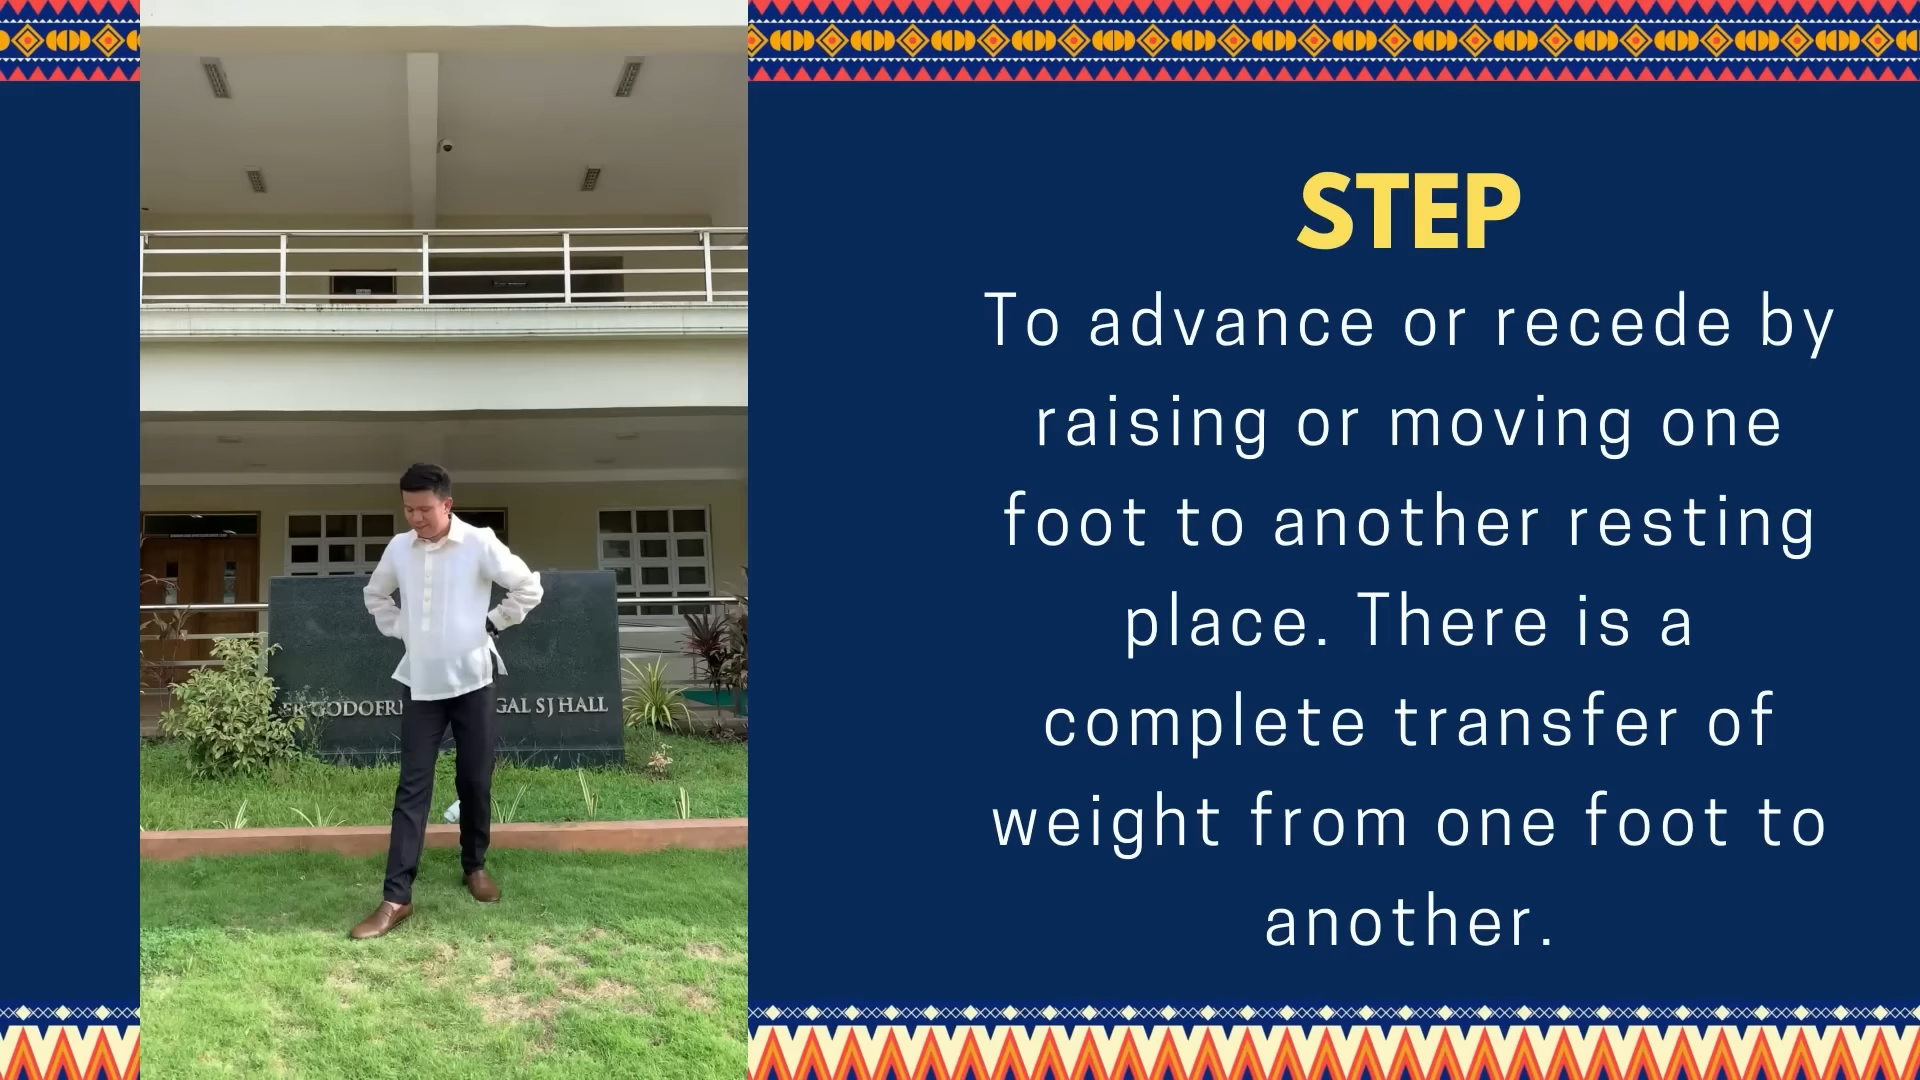 STEP
To advance or recede by
raising or moving one
foot to another resting
place. There is a
complete transfer of
weight from one foot to
another.
GAL SJ HALL